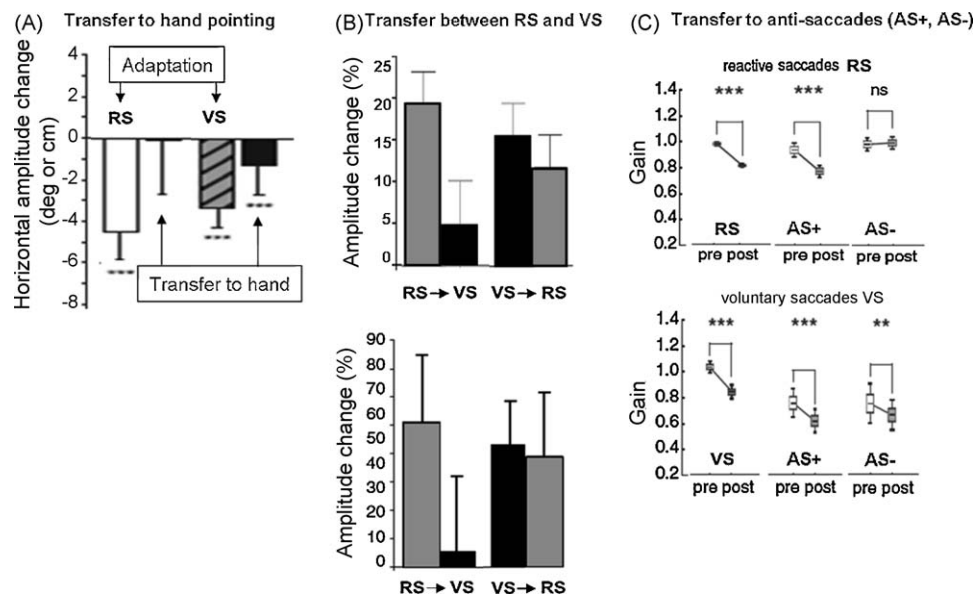 (A) Transfer to hand pointing
Horizontal amplitude change
(deg or cm)
4
2
0
-2
-4
-6
-8
Adaptation
RS
VS
Transfer to hand
(B) Transfer between RS and VS
Amplitude change (%)
25
20
15
10
5
0
RS → VS
VS → RS
Amplitude change (%)
90
80
70
60
50
40
30
20
10
0
RS → VS
VS → RS
(C) Transfer to anti-saccades (AS+, AS-)
reactive saccades RS
Gain
1.4
1.2
1.0
0.8
0.6
0.4
0.2
*** *** ns
RS AS+ AS-
pre post pre post pre post
voluntary saccades VS
Gain
1.4
1.2
1.0
0.8
0.6
0.4
0.2
*** *** **
VS AS+ AS-
pre post pre post pre post